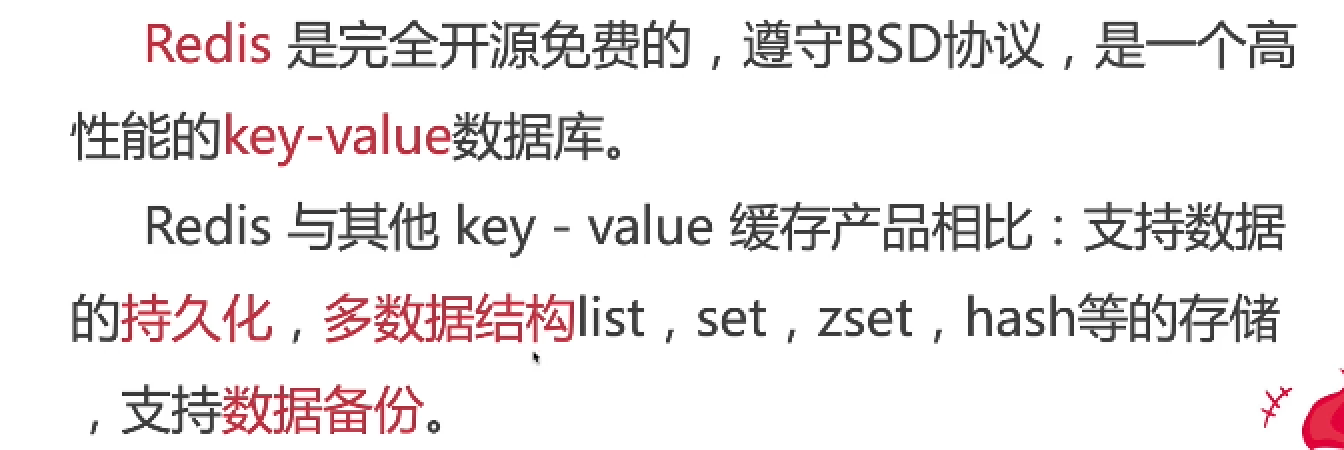 Redis 是完全开源免费的，遵守BSD协议，是一个高
性能的key-value数据库。
Redis 与其他 key - value 缓存产品相比：支持数据
的持久化，多数据结构list，set，zset，hash等的存储
，支持数据备份。